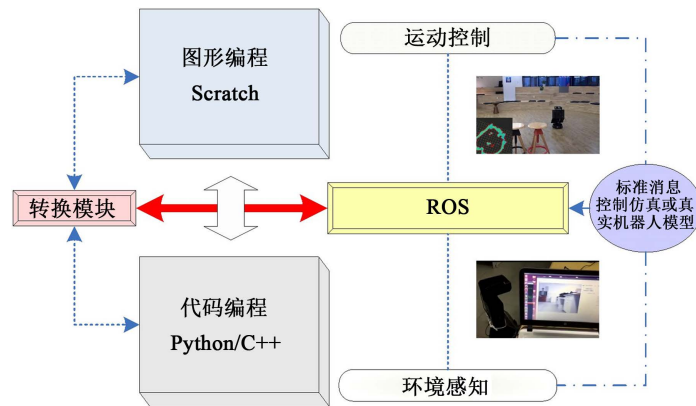 图形编程
Scratch
运动控制
转换模块
ROS
标准消息
控制仿真或真
实机器人模型
代码编程
Python/C++
环境感知